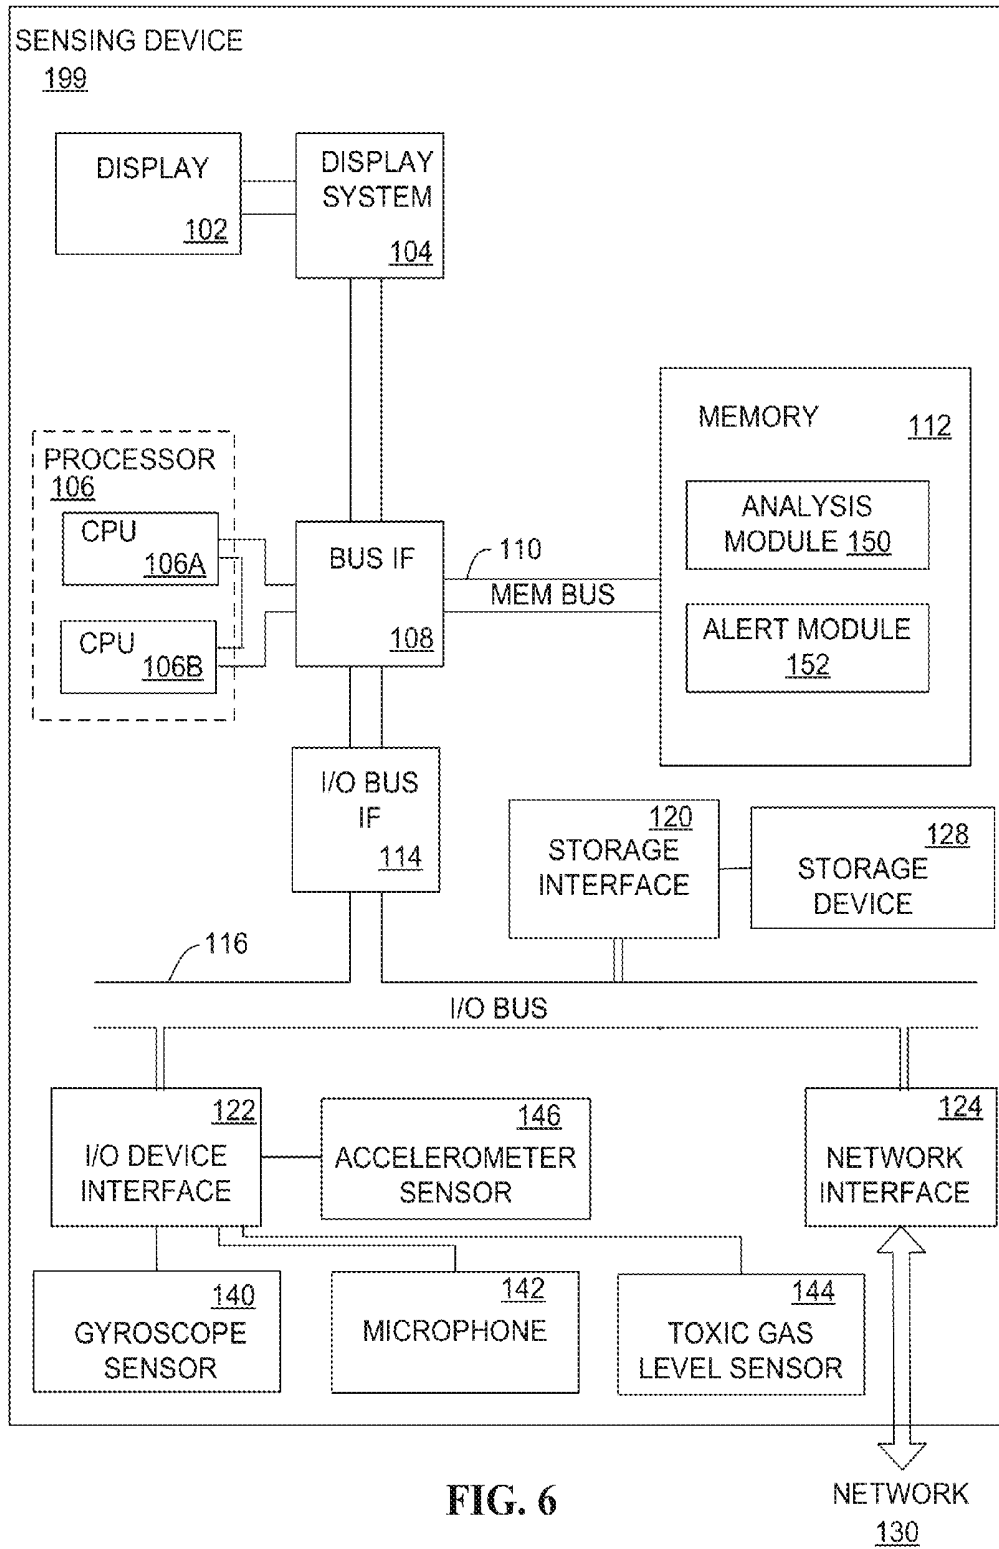 SENSING DEVICE
199
DISPLAY
102
DISPLAY
SYSTEM
104
MEMORY
112
PROCESSOR
106
CPU
106A
CPU
106B
ANALYSIS
MODULE 150
ALERT MODULE
152
BUS IF
108
110
MEM BUS
I/O BUS
IF
114
120
STORAGE
INTERFACE
128
STORAGE
DEVICE
116
I/O BUS
122
I/O DEVICE
INTERFACE
146
ACCELEROMETER
SENSOR
124
NETWORK
INTERFACE
140
GYROSCOPE
SENSOR
142
MICROPHONE
144
TOXIC GAS
LEVEL SENSOR
FIG. 6
NETWORK
130